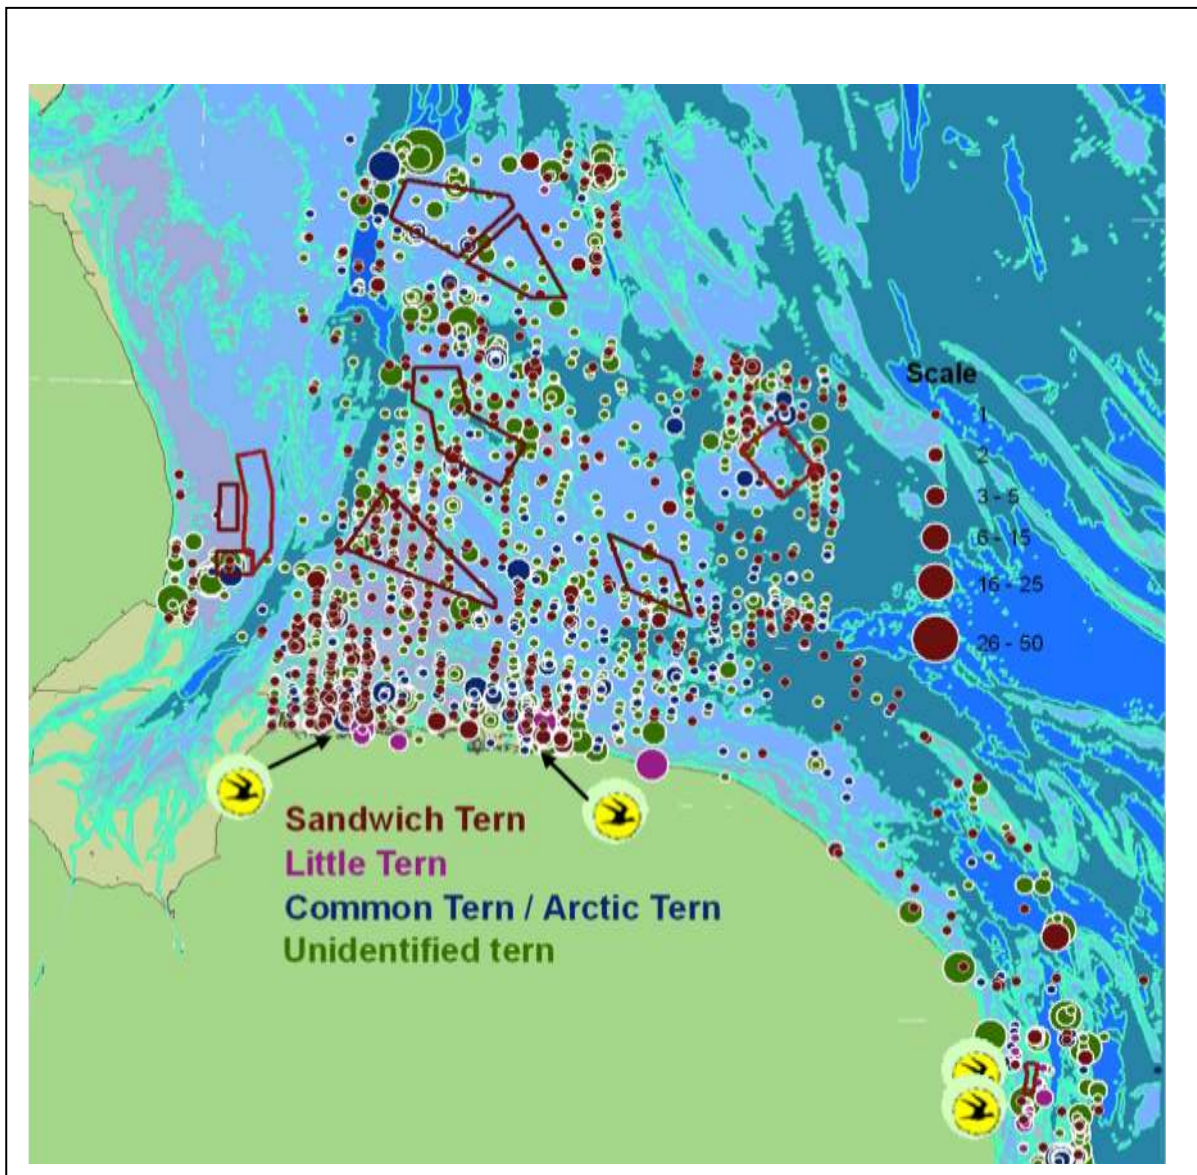 Scale
1
2
3 - 5
6 - 15
16 - 25
26 - 50
Sandwich Tern
Little Tern
Common Tern / Arctic Tern
Unidentified tern